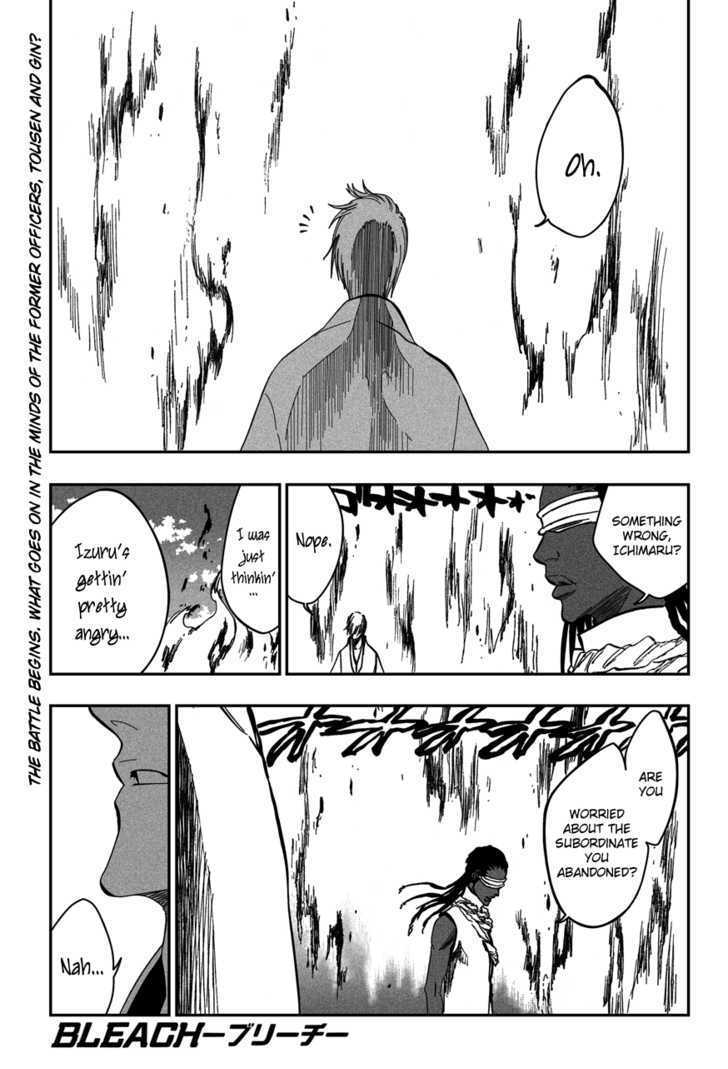 THE BATTLE BEGINS. WHAT GOES ON IN THE MINDS OF THE FORMER OFFICERS, TOUSEN AND GIN?
Oh.
SOMETHING
WRONG,
ICHIMARU?
Nope.
I was
just
thinkin'
...
Izuru's
gettin'
pretty
angry...
ARE
YOU
WORRIED
ABOUT THE
SUBORDINATE
YOU
ABANDONED?
Nah...
BLEACH―ブリーチ―